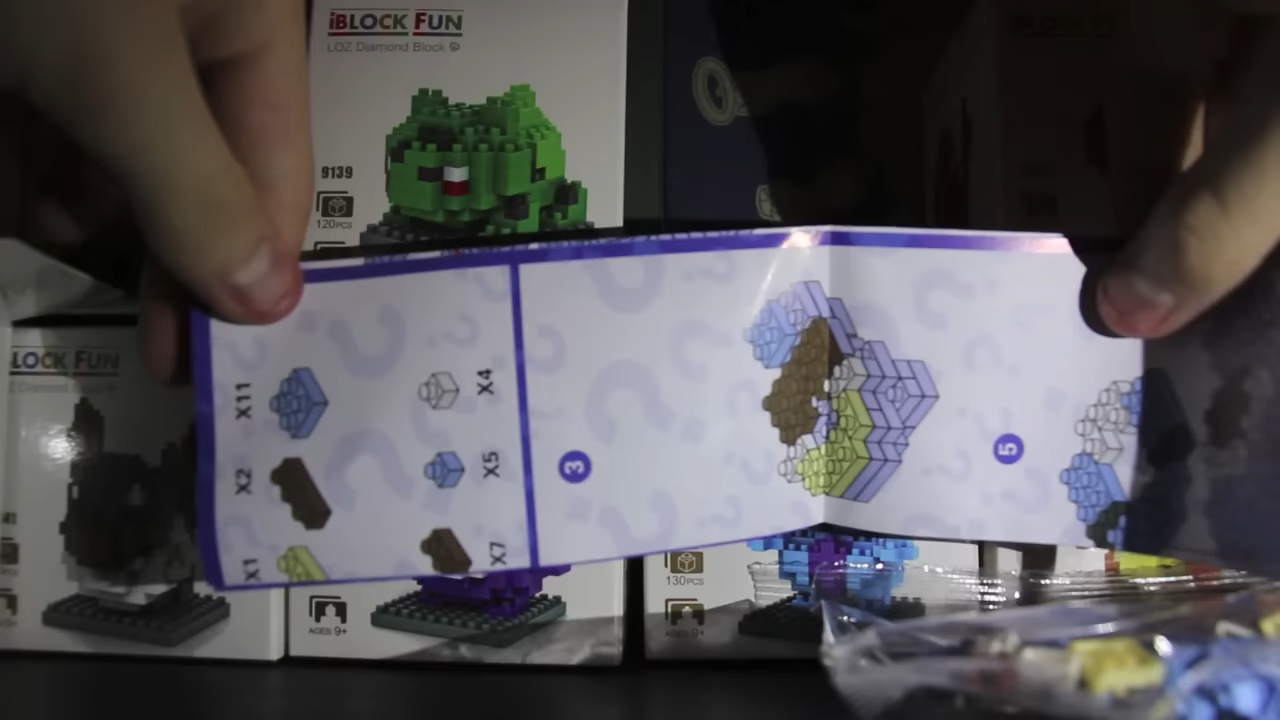 iBLOCK FUN
LOZ Diamond Block
9139
120PCS
LOCK FUN
X11
X4
X2
X5
X1
X7
3
5
41
AGES: 9+
130PCS
AGES: 9+